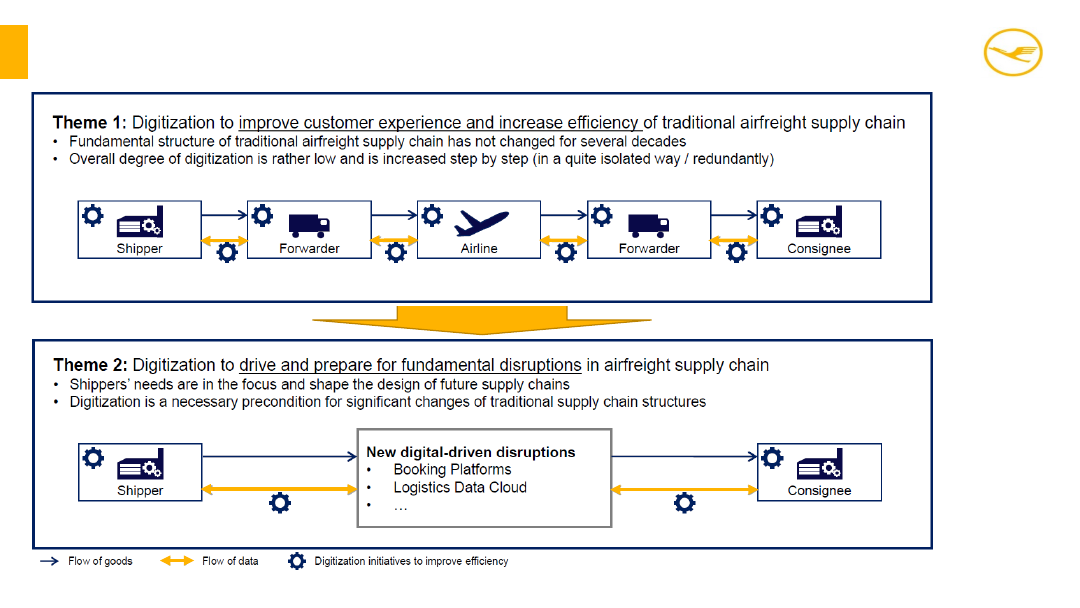 Theme 1: Digitization to improve customer experience and increase efficiency of traditional airfreight supply chain
• Fundamental structure of traditional airfreight supply chain has not changed for several decades
• Overall degree of digitization is rather low and is increased step by step (in a quite isolated way / redundantly)
Shipper
Forwarder
Airline
Forwarder
Consignee
Theme 2: Digitization to drive and prepare for fundamental disruptions in airfreight supply chain
• Shippers’ needs are in the focus and shape the design of future supply chains
• Digitization is a necessary precondition for significant changes of traditional supply chain structures
Shipper
New digital-driven disruptions
• Booking Platforms
• Logistics Data Cloud
• …
Consignee
Flow of goods
Flow of data
Digitization initiatives to improve efficiency